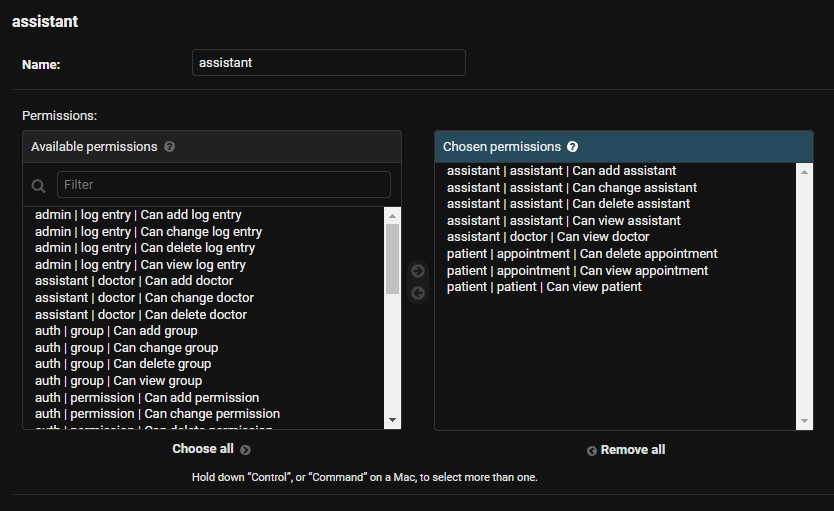 assistant
Name:
assistant
Permissions:
Available permissions ?
Filter
admin | log entry | Can add log entry
admin | log entry | Can change log entry
admin | log entry | Can delete log entry
admin | log entry | Can view log entry
assistant | doctor | Can add doctor
assistant | doctor | Can change doctor
assistant | doctor | Can delete doctor
auth | group | Can add group
auth | group | Can change group
auth | group | Can delete group
auth | group | Can view group
auth | permission | Can add permission
auth | permission | Can change permission
auth | permission | Can delete permission
Choose all
Chosen permissions ?
assistant | assistant | Can add assistant
assistant | assistant | Can change assistant
assistant | assistant | Can delete assistant
assistant | assistant | Can view assistant
assistant | doctor | Can view doctor
patient | appointment | Can delete appointment
patient | appointment | Can view appointment
patient | patient | Can view patient
Remove all
Hold down “Control”, or “Command” on a Mac, to select more than one.